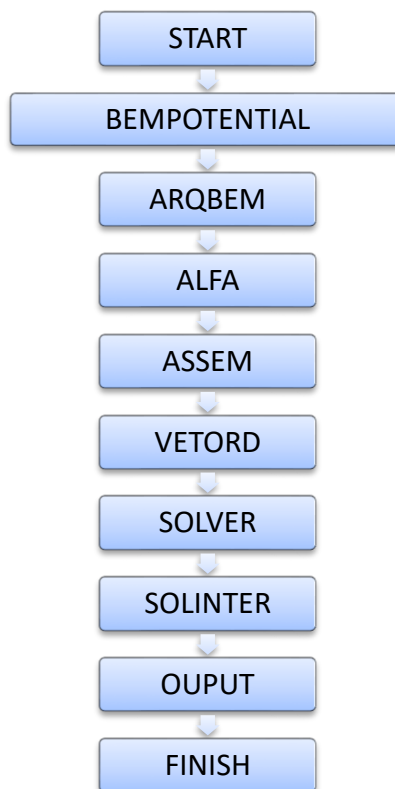 START
BEMPOTENTIAL
ARQBEM
ALFA
ASSEM
VETORD
SOLVER
SOLINTER
OUPUT
FINISH